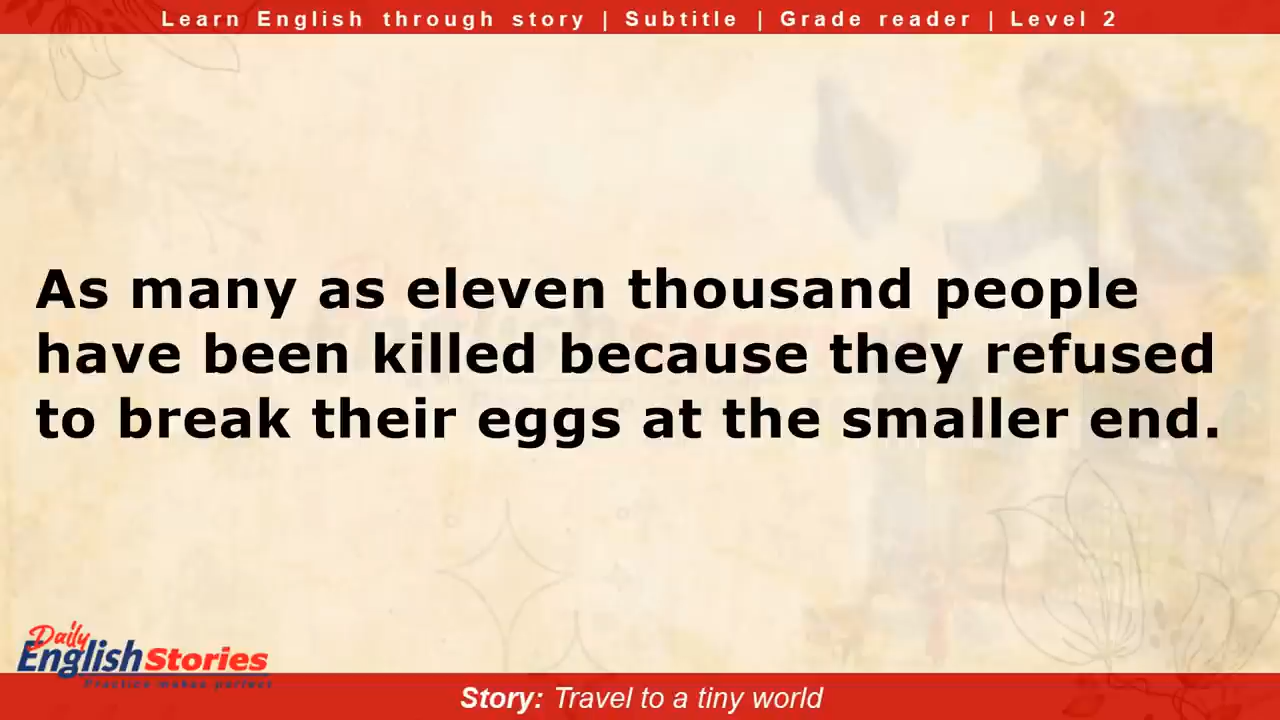 Learn English through story | Subtitle | Grade reader | Level 2
As many as eleven thousand people
have been killed because they refused
to break their eggs at the smaller end.
Daily
English Stories
Practice makes perfect
Story: Travel to a tiny world